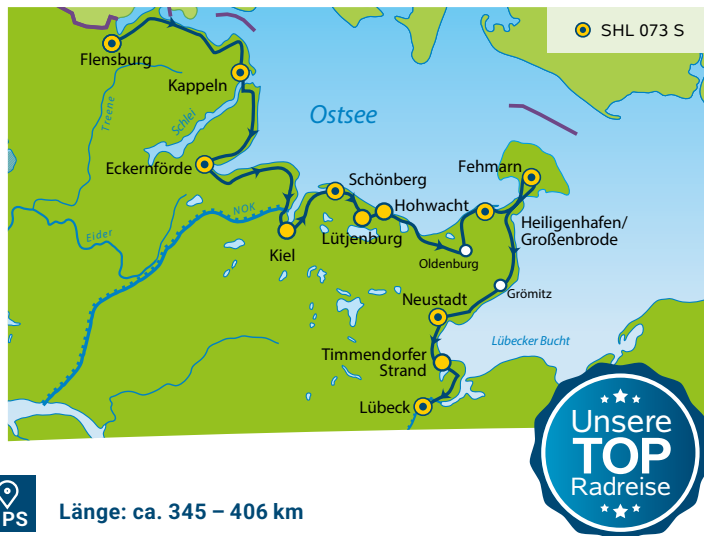 SHL 073 S
Flensburg
Kappeln
Treene
Schlei
Ostsee
Eckernförde
Fehmarn
Schönberg
Hohwacht
NOK
Eider
Lütjenburg
Heiligenhafen/
Großenbrode
Kiel
Oldenburg
Grömitz
Neustadt
Lübecker Bucht
Timmendorfer
Strand
Lübeck
Unsere
TOP
Radreise
PS
Länge: ca. 345 – 406 km